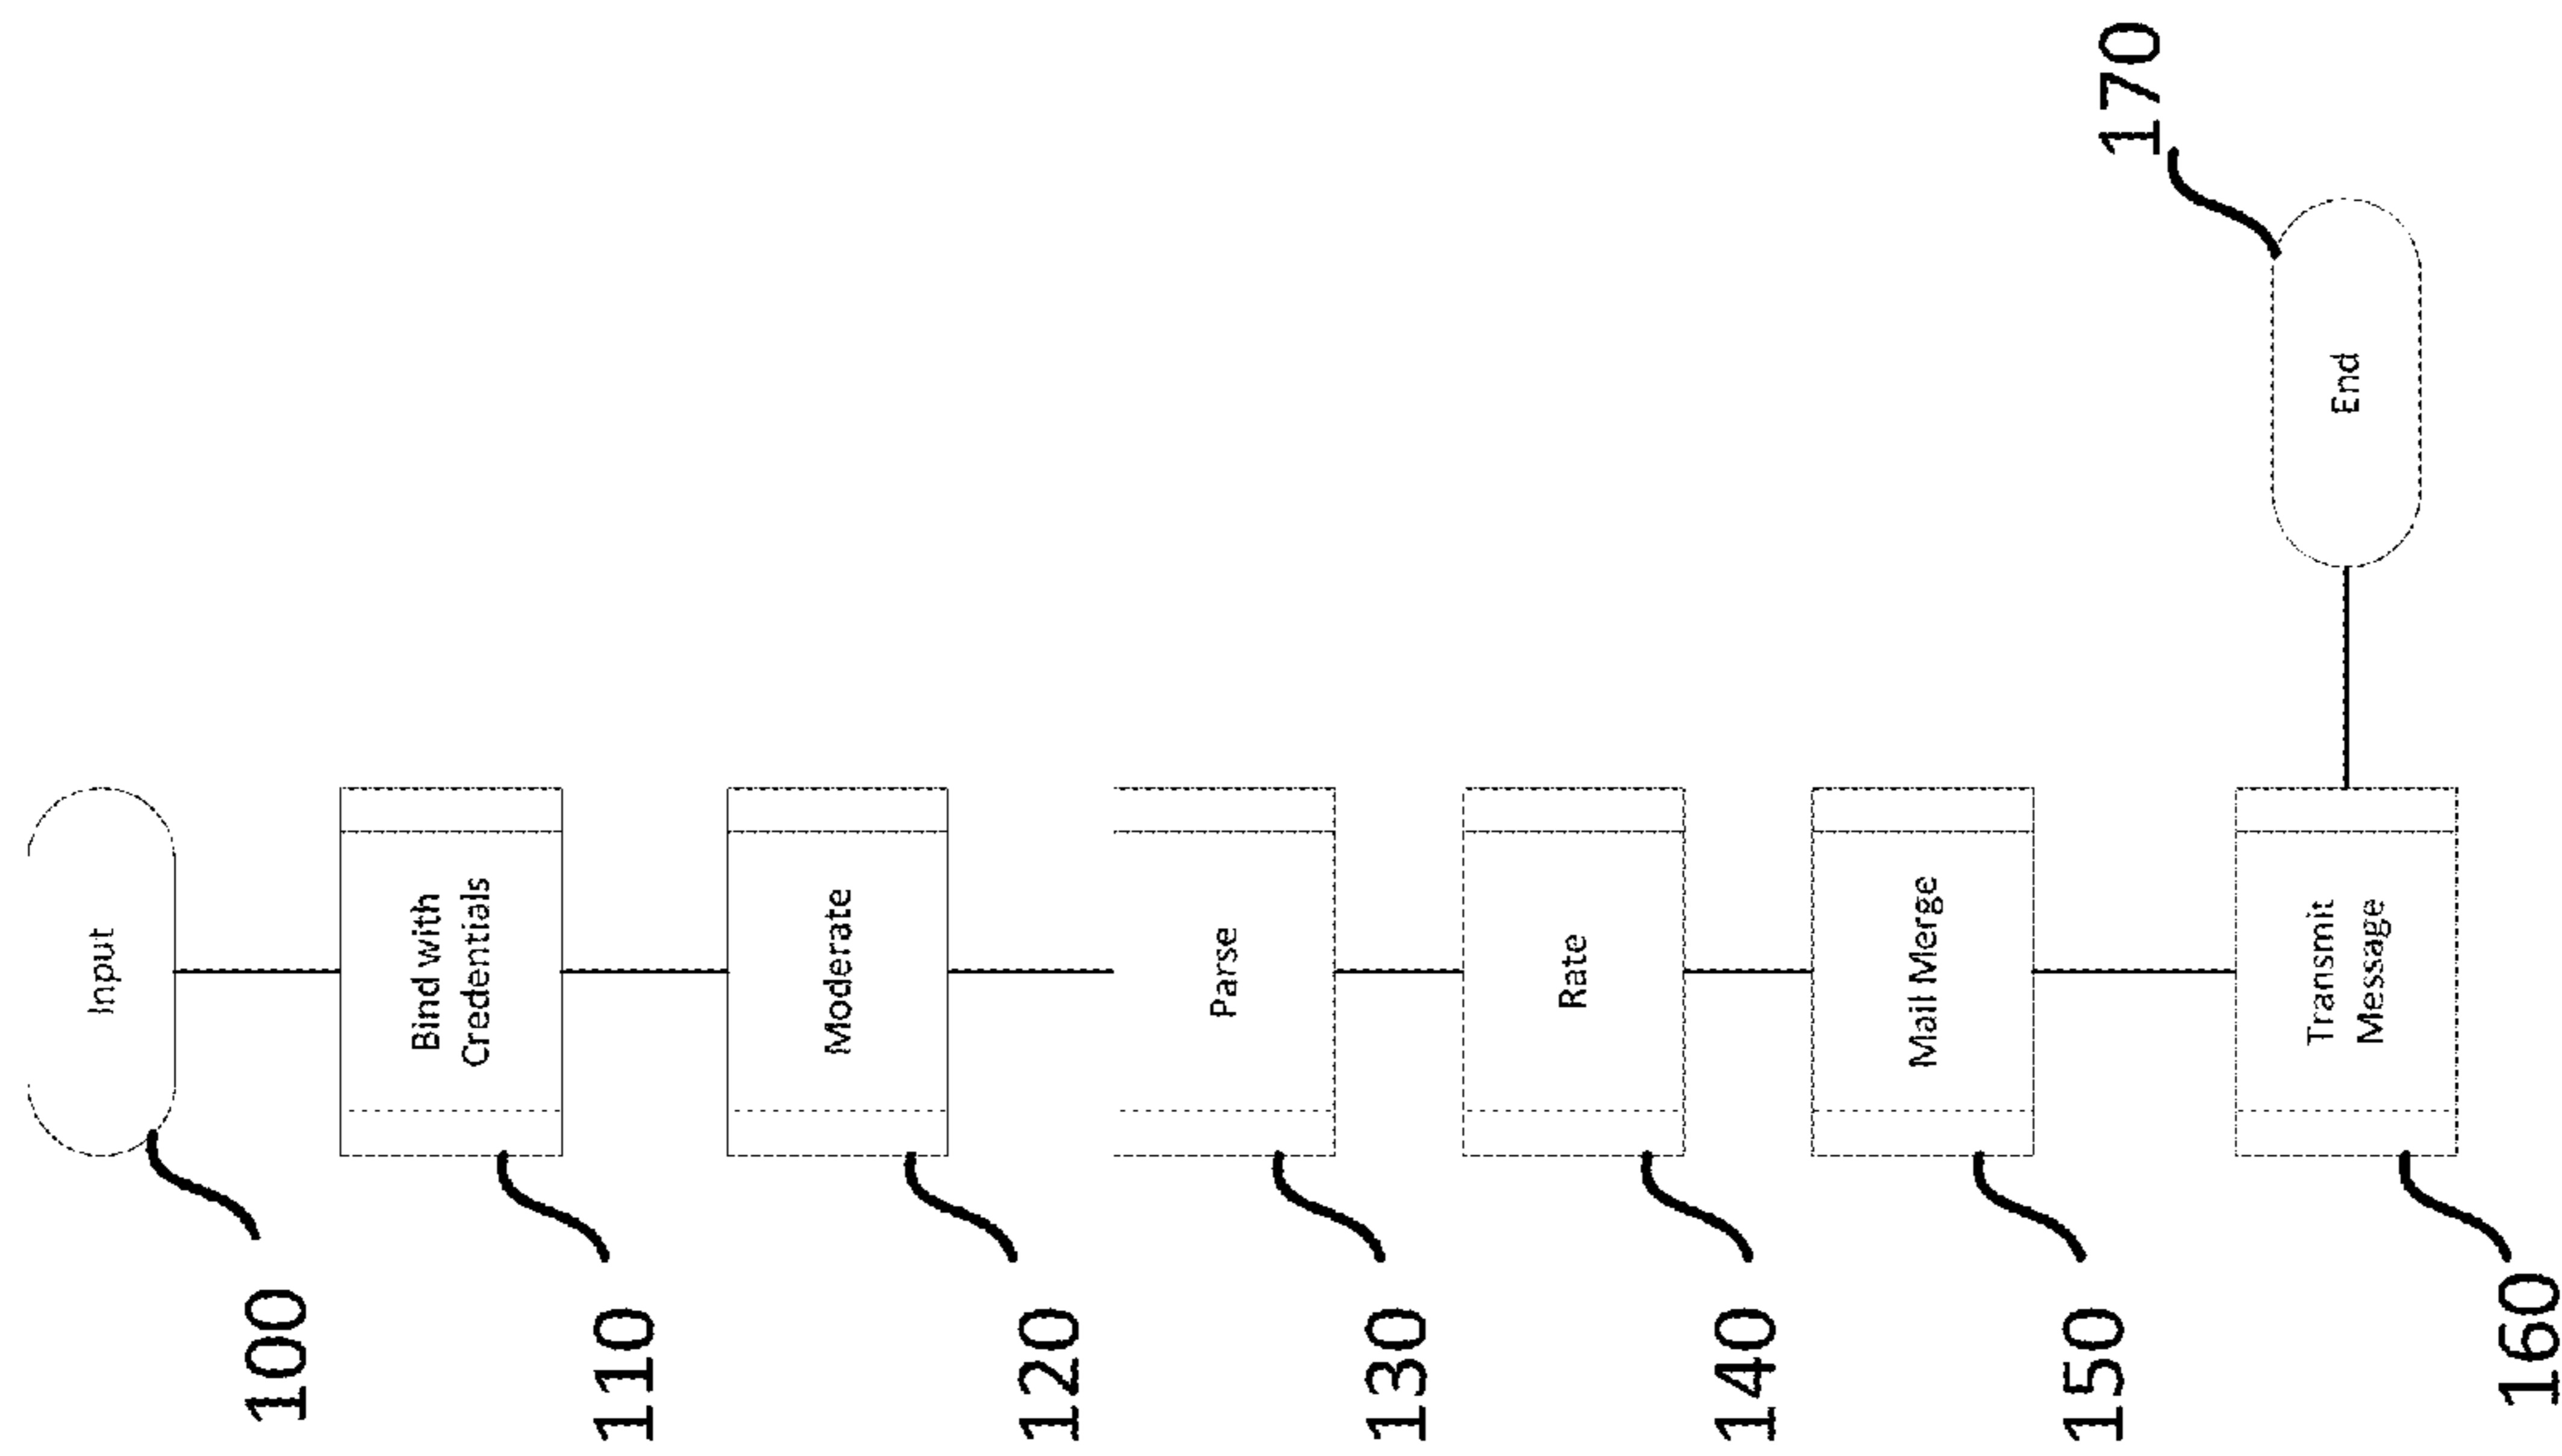 Input
100
Bind with
Credentials
110
Moderate
120
Parse
130
Rate
140
Mail Merge
150
Transmit
Message
160
End
170